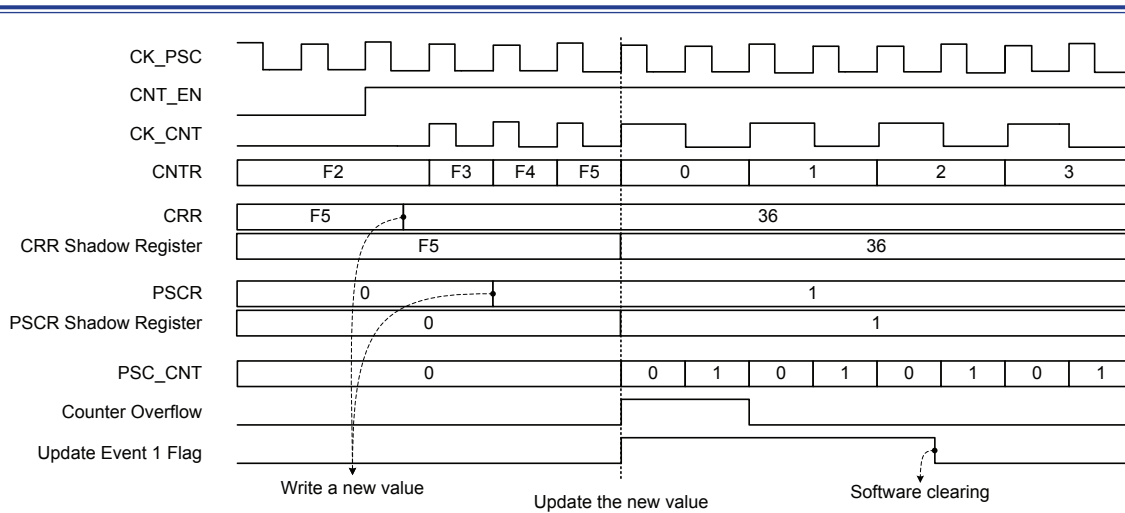 CK_PSC
CNT_EN
CK_CNT
CNTR F2 F3 F4 F5 0 1 2 3
CRR F5 36
CRR Shadow Register F5 36
PSCR 0 1
PSCR Shadow Register 0 1
PSC_CNT 0 0 1 0 1 0 1 0 1
Counter Overflow
Update Event 1 Flag
Write a new value Update the new value Software clearing